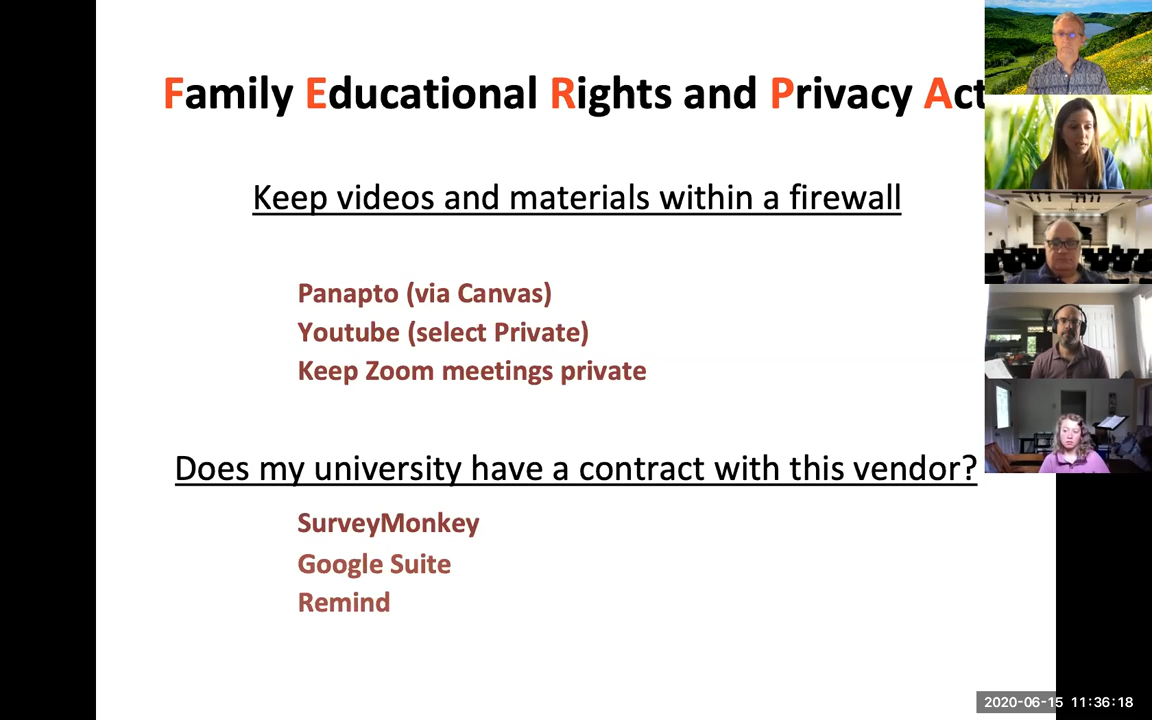 Family Educational Rights and Privacy Act
Keep videos and materials within a firewall
Panapto (via Canvas)
Youtube (select Private)
Keep Zoom meetings private
Does my university have a contract with this vendor?
SurveyMonkey
Google Suite
Remind
2020-06-15 11:36:18